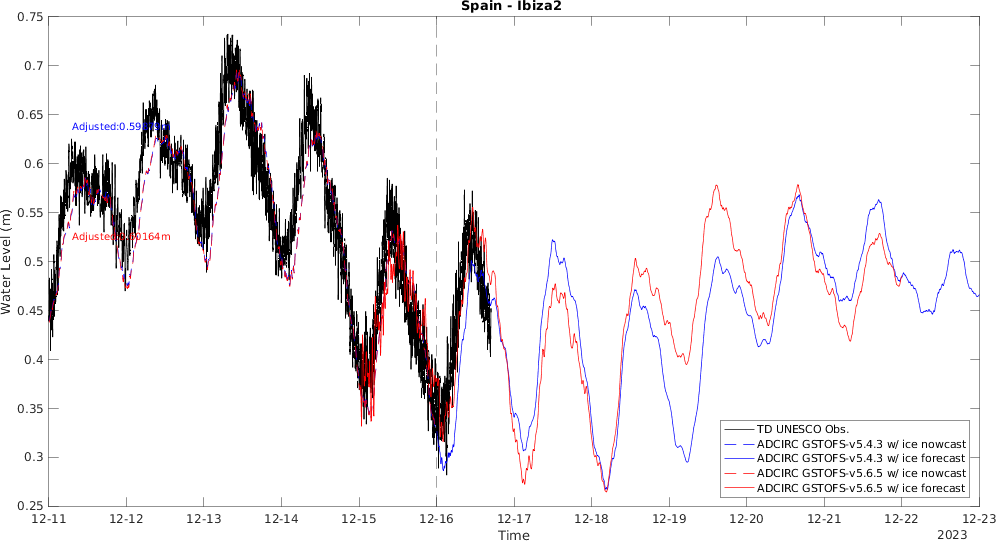 Spain - Ibiza2
0.75
0.7
0.65
0.6
0.55
0.5
0.45
0.4
0.35
0.3
0.25
Water Level (m)
Adjusted:
TD UNESCO Obs.
ADCIRC GSTOFS-v5.4.3 w/ ice nowcast
ADCIRC GSTOFS-v5.4.3 w/ ice forecast
ADCIRC GSTOFS-v5.6.5 w/ ice nowcast
ADCIRC GSTOFS-v5.6.5 w/ ice forecast
12-11 12-12 12-13 12-14 12-15 12-16 12-17 12-18 12-19 12-20 12-21 12-22 12-23
Time
2023